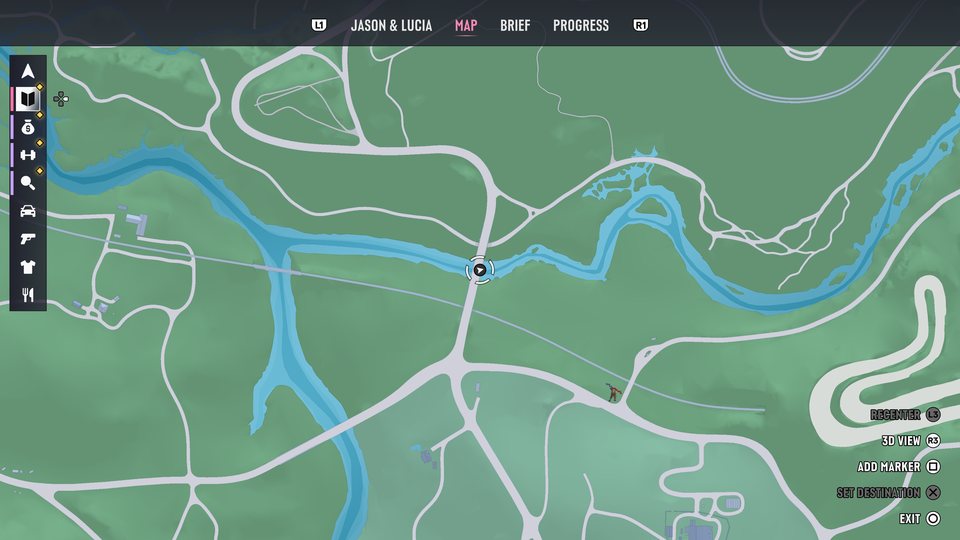 L1 JASON & LUCIA MAP BRIEF PROGRESS R1
RECENTER L3
3D VIEW R3
ADD MARKER
SET DESTINATION
EXIT